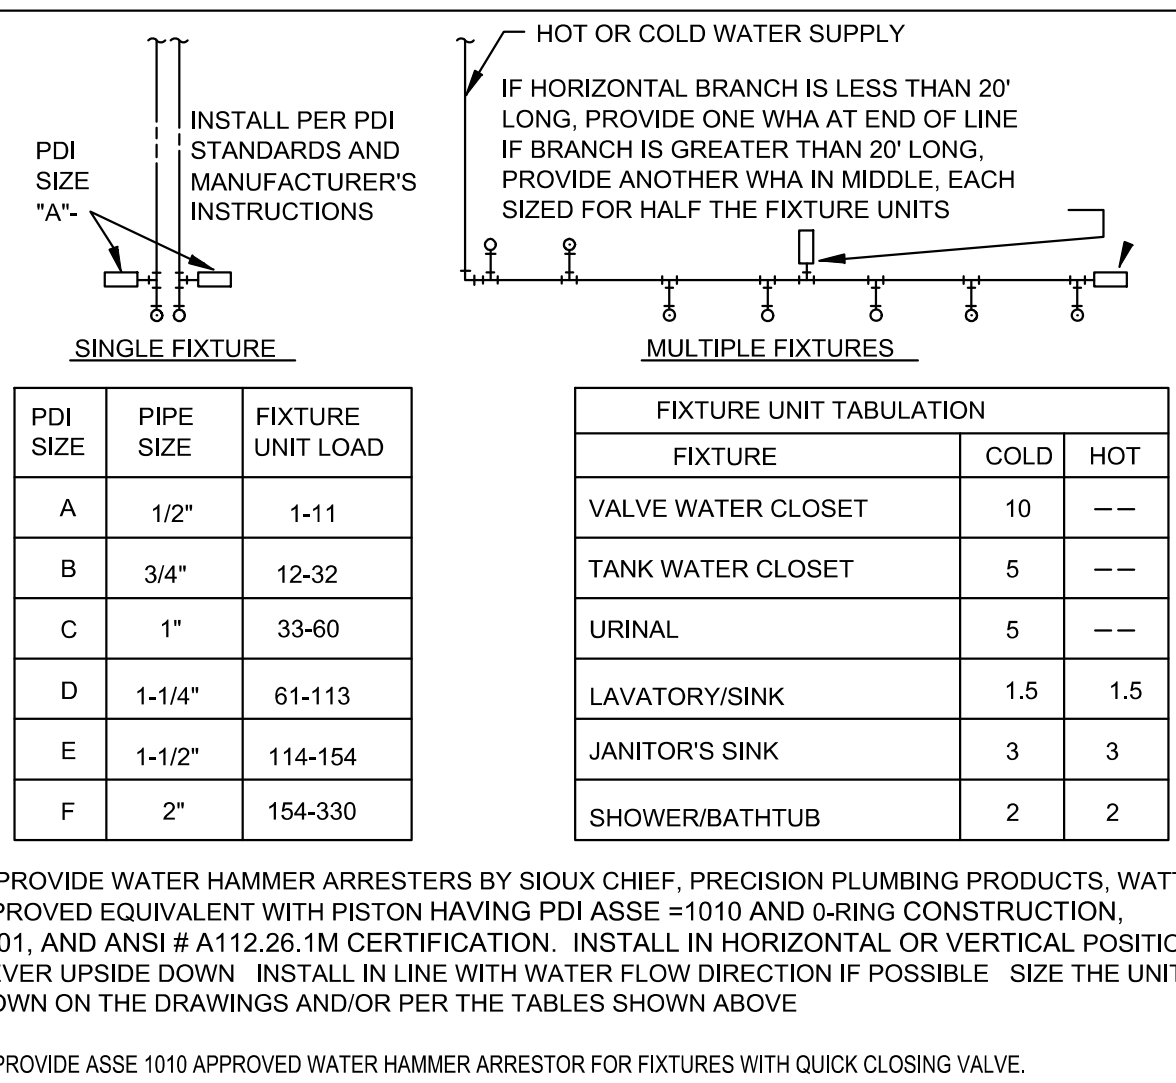 HOT OR COLD WATER SUPPLY
IF HORIZONTAL BRANCH IS LESS THAN 20'
LONG, PROVIDE ONE WHA AT END OF LINE
IF BRANCH IS GREATER THAN 20' LONG,
PROVIDE ANOTHER WHA IN MIDDLE, EACH
SIZED FOR HALF THE FIXTURE UNITS
INSTALL PER PDI
STANDARDS AND
MANUFACTURER'S
INSTRUCTIONS
PDI
SIZE
"A"-
SINGLE FIXTURE
MULTIPLE FIXTURES
PDI SIZE PIPE SIZE FIXTURE UNIT LOAD
A 1/2" 1-11
B 3/4" 12-32
C 1" 33-60
D 1-1/4" 61-113
E 1-1/2" 114-154
F 2" 154-330
FIXTURE UNIT TABULATION
FIXTURE COLD HOT
VALVE WATER CLOSET 10 ——
TANK WATER CLOSET 5 ——
URINAL 5 ——
LAVATORY/SINK 1.5 1.5
JANITOR'S SINK 3 3
SHOWER/BATHTUB 2 2
PROVIDE WATER HAMMER ARRESTERS BY SIOUX CHIEF, PRECISION PLUMBING PRODUCTS, WATT
PROVED EQUIVALENT WITH PISTON HAVING PDI ASSE =1010 AND 0-RING CONSTRUCTION,
01, AND ANSI # A112.26.1M CERTIFICATION. INSTALL IN HORIZONTAL OR VERTICAL POSITIO
EVER UPSIDE DOWN INSTALL IN LINE WITH WATER FLOW DIRECTION IF POSSIBLE SIZE THE UNIT
OWN ON THE DRAWINGS AND/OR PER THE TABLES SHOWN ABOVE
PROVIDE ASSE 1010 APPROVED WATER HAMMER ARRESTOR FOR FIXTURES WITH QUICK CLOSING VALVE.